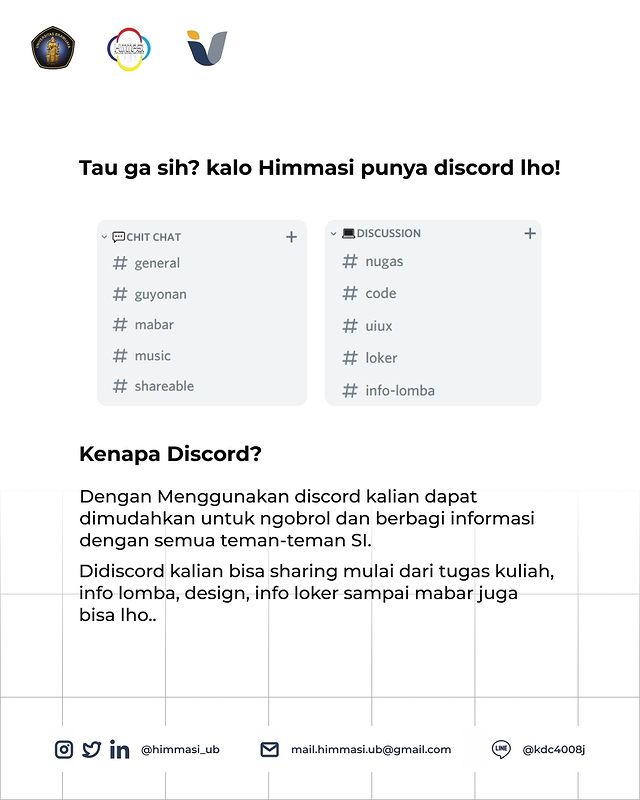 UNIVERSITAS BRAWIJAYA
Tau ga sih? kalo Himmasi punya discord lho!
CHIT CHAT
# general
# guyonan
# mabar
# music
# shareable
DISCUSSION
# nugas
# code
# uiux
# loker
# info-lomba
Kenapa Discord?
Dengan Menggunakan discord kalian dapat
dimudahkan untuk ngobrol dan berbagi informasi
dengan semua teman-teman SI.
Didiscord kalian bisa sharing mulai dari tugas kuliah,
info lomba, design, info loker sampai mabar juga
bisa lho..
@himmasi_ub
mail.himmasi.ub@gmail.com
LINE
@kdc4008j